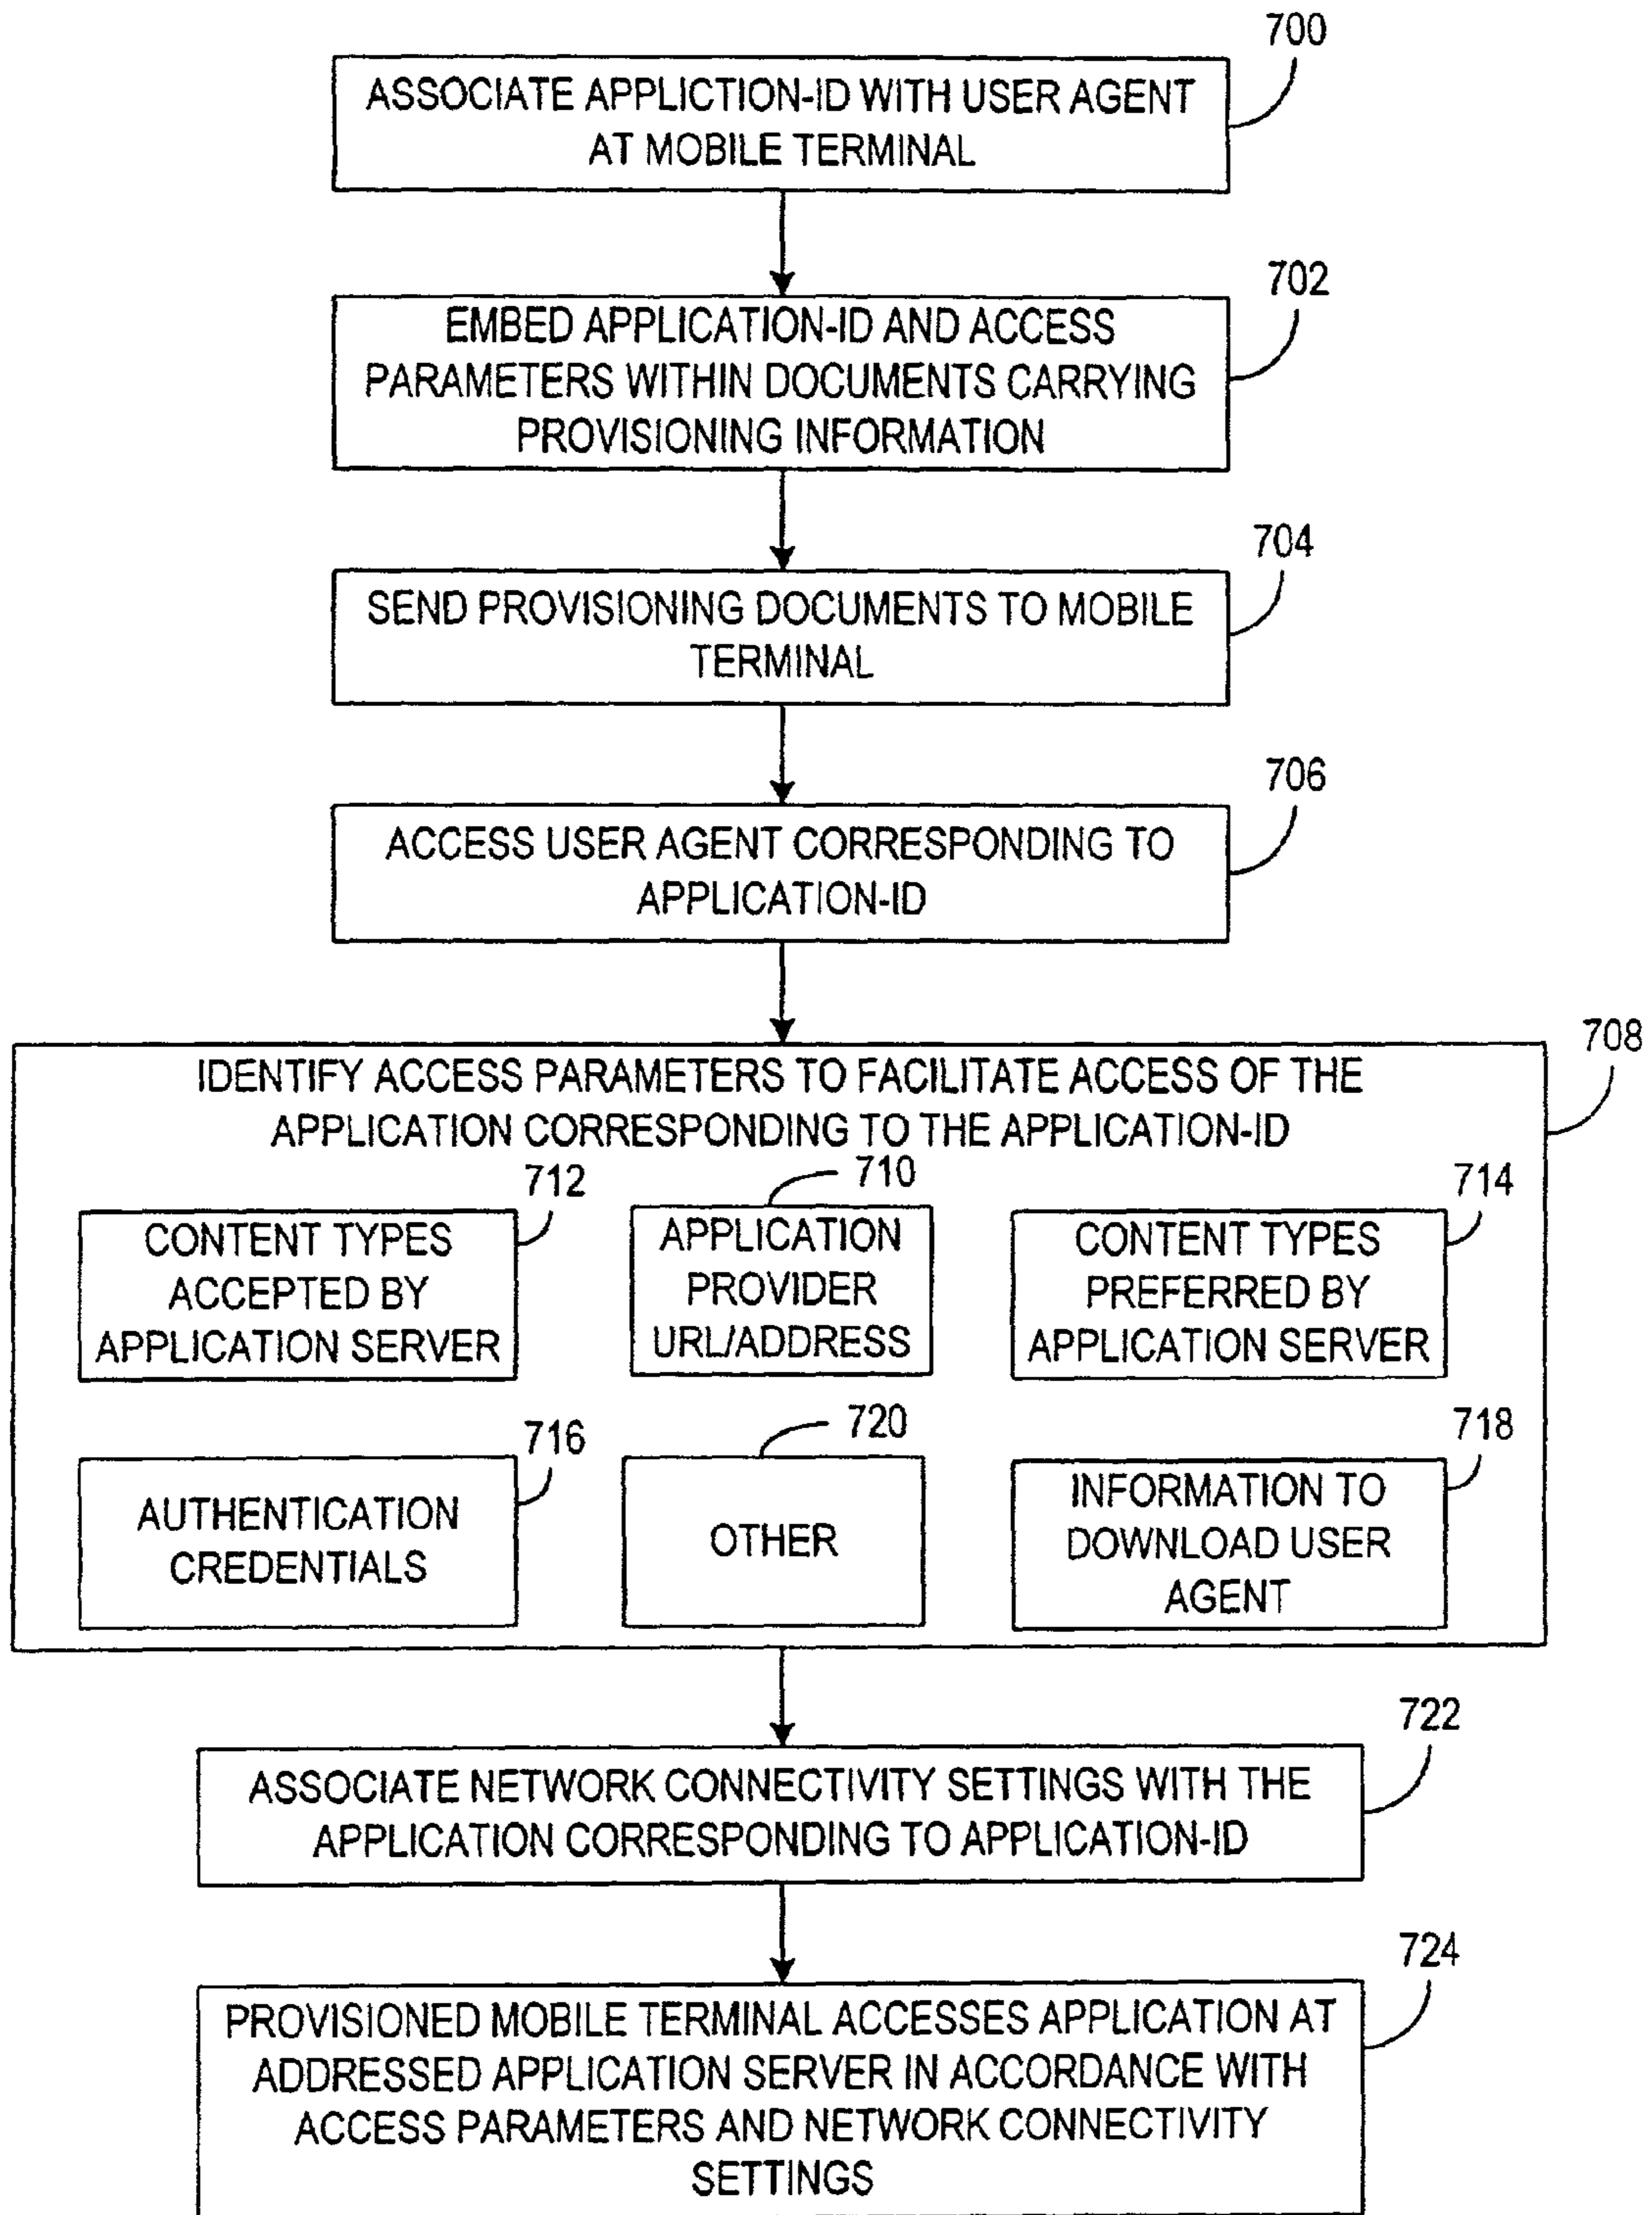 700
ASSOCIATE APPLICTION-ID WITH USER AGENT
AT MOBILE TERMINAL
702
EMBED APPLICATION-ID AND ACCESS
PARAMETERS WITHIN DOCUMENTS CARRYING
PROVISIONING INFORMATION
704
SEND PROVISIONING DOCUMENTS TO MOBILE
TERMINAL
706
ACCESS USER AGENT CORRESPONDING TO
APPLICATION-ID
708
IDENTIFY ACCESS PARAMETERS TO FACILITATE ACCESS OF THE
APPLICATION CORRESPONDING TO THE APPLICATION-ID
712
CONTENT TYPES
ACCEPTED BY
APPLICATION SERVER
710
APPLICATION
PROVIDER
URL/ADDRESS
714
CONTENT TYPES
PREFERRED BY
APPLICATION SERVER
716
AUTHENTICATION
CREDENTIALS
720
OTHER
718
INFORMATION TO
DOWNLOAD USER
AGENT
722
ASSOCIATE NETWORK CONNECTIVITY SETTINGS WITH THE
APPLICATION CORRESPONDING TO APPLICATION-ID
724
PROVISIONED MOBILE TERMINAL ACCESSES APPLICATION AT
ADDRESSED APPLICATION SERVER IN ACCORDANCE WITH
ACCESS PARAMETERS AND NETWORK CONNECTIVITY
SETTINGS